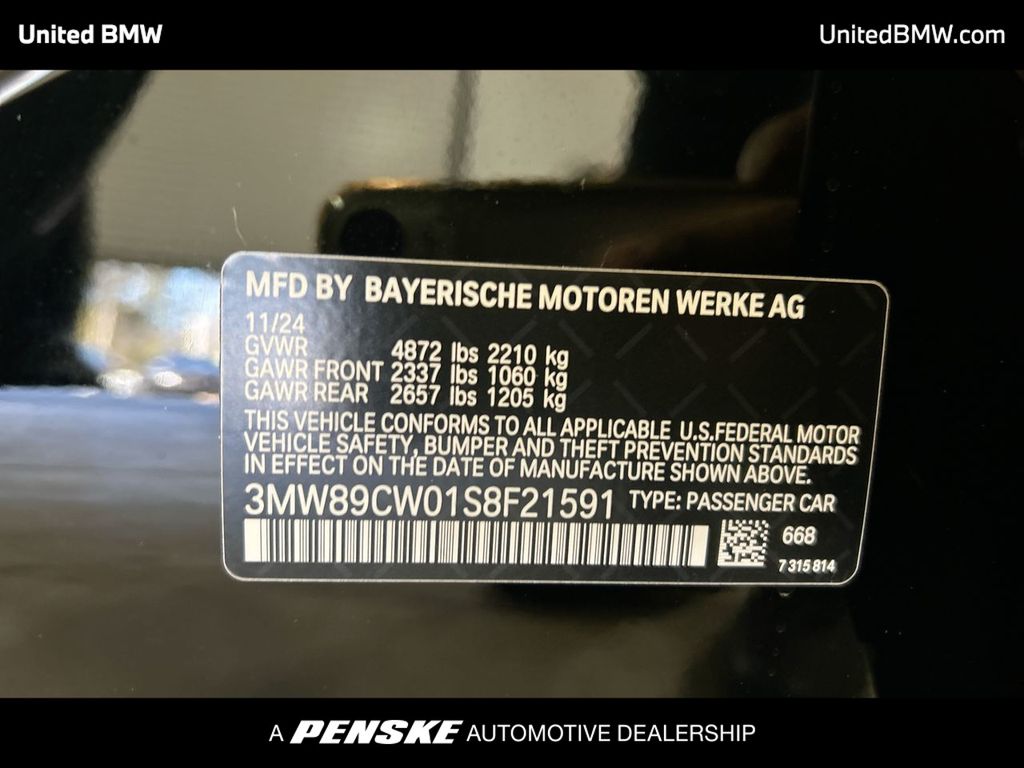 United BMW
UnitedBMW.com
MFD BY BAYERISCHE MOTOREN WERKE AG
11/24
GVWR 4872 lbs 2210 kg
GAWR FRONT 2337 lbs 1060 kg
GAWR REAR 2657 lbs 1205 kg
THIS VEHICLE CONFORMS TO ALL APPLICABLE U.S.FEDERAL MOTOR
VEHICLE SAFETY, BUMPER AND THEFT PREVENTION STANDARDS
IN EFFECT ON THE DATE OF MANUFACTURE SHOWN ABOVE.
3MW89CW01S8F21591 TYPE: PASSENGER CAR
668
7 315 814
A PENSKE AUTOMOTIVE DEALERSHIP